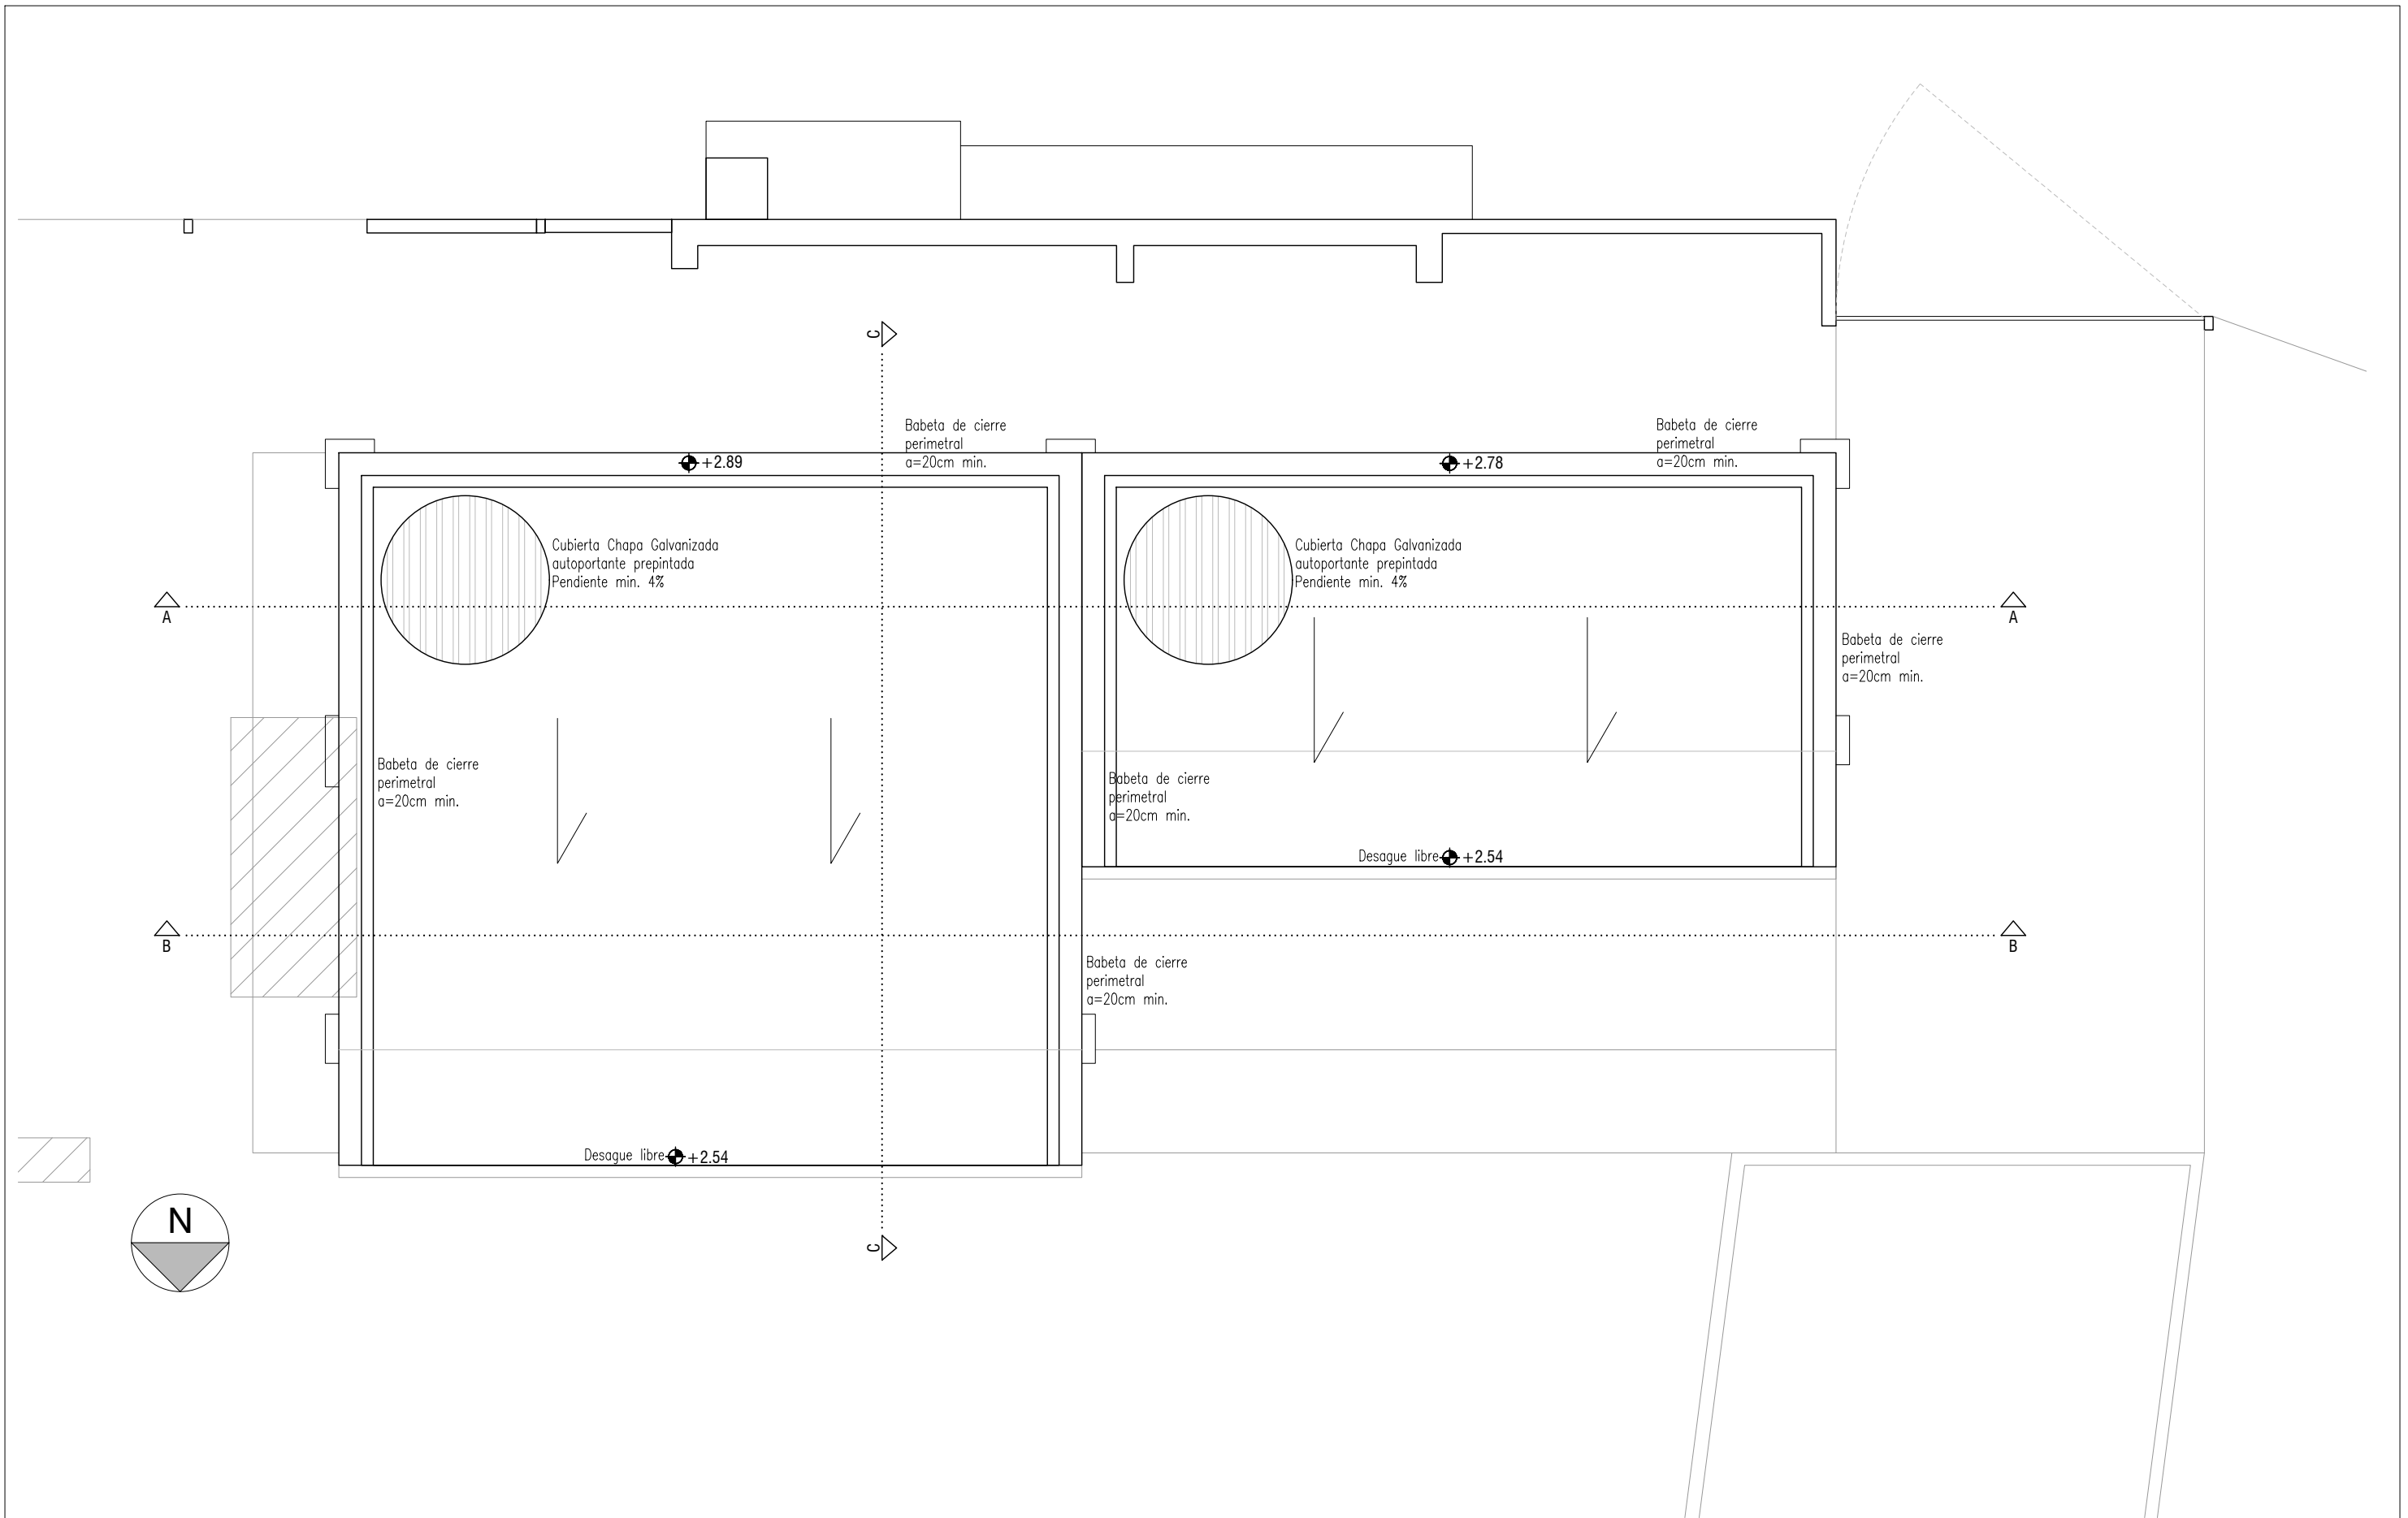 C
Babeta de cierre
perimetral
a=20cm min.
Babeta de cierre
perimetral
a=20cm min.
+2.89
+2.78
Cubierta Chapa Galvanizada
autoportante prepintada
Pendiente min. 4%
Cubierta Chapa Galvanizada
autoportante prepintada
Pendiente min. 4%
A
A
Babeta de cierre
perimetral
a=20cm min.
Babeta de cierre
perimetral
a=20cm min.
Babeta de cierre
perimetral
a=20cm min.
Desague libre +2.54
B
B
Babeta de cierre
perimetral
a=20cm min.
Desague libre +2.54
N
C